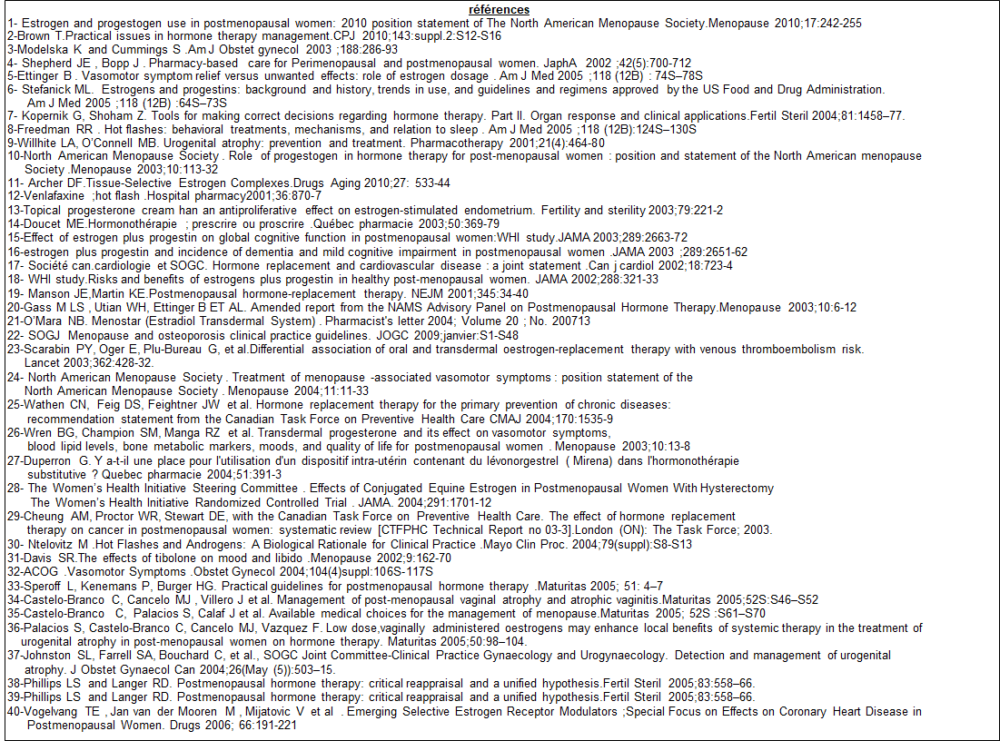 références
1- Estrogen and progestogen use in postmenopausal women: 2010 position statement of The North American Menopause Society.Menopause 2010;17:242-255
2-Brown T.Practical issues in hormone therapy management.CPJ 2010;143:suppl.2:S12-S16
3-Modelska K and Cummings S .Am J Obstet gynecol 2003 ;188:286-93
4- Shepherd JE , Bopp J . Pharmacy-based care for Perimenopausal and postmenopausal women. JaphA 2002 ;42(5):700-712
5-Ettinger B . Vasomotor symptom relief versus unwanted effects: role of estrogen dosage . Am J Med 2005 ;118 (12B) : 74S–78S
6- Stefanick ML. Estrogens and progestins: background and history, trends in use, and guidelines and regimens approved by the US Food and Drug Administration.
Am J Med 2005 ;118 (12B) :64S–73S
7- Kopernik G, Shoham Z. Tools for making correct decisions regarding hormone therapy. Part II. Organ response and clinical applications.Fertil Steril 2004;81:1458–77.
8-Freedman RR . Hot flashes: behavioral treatments, mechanisms, and relation to sleep . Am J Med 2005 ;118 (12B):124S–130S
9-Willhite LA, O'Connell MB. Urogenital atrophy: prevention and treatment. Pharmacotherapy 2001;21(4):464-80
10-North American Menopause Society . Role of progestogen in hormone therapy for post-menopausal women : position and statement of the North American menopause
Society .Menopause 2003;10:113-32
11- Archer DF.Tissue-Selective Estrogen Complexes.Drugs Aging 2010;27: 533-44
12-Venlafaxine ;hot flash .Hospital pharmacy2001;36:870-7
13-Topical progesterone cream han an antiproliferative effect on estrogen-stimulated endometrium. Fertility and sterility 2003;79:221-2
14-Doucet ME.Hormonothérapie ; prescrire ou proscrire .Québec pharmacie 2003;50:369-79
15-Effect of estrogen plus progestin on global cognitive function in postmenopausal women:WHI study.JAMA 2003;289:2663-72
16-estrogen plus progestin and incidence of dementia and mild cognitive impairment in postmenopausal women .JAMA 2003 ;289:2651-62
17- Société can.cardiologie et SOGC. Hormone replacement and cardiovascular disease : a joint statement .Can j cardiol 2002;18:723-4
18- WHI study.Risks and benefits of estrogens plus progestin in healthy post-menopausal women. JAMA 2002;288:321-33
19- Manson JE,Martin KE.Postmenopausal hormone-replacement therapy. NEJM 2001;345:34-40
20-Gass M LS , Utian WH, Ettinger B ET AL. Amended report from the NAMS Advisory Panel on Postmenopausal Hormone Therapy.Menopause 2003;10:6-12
21-O'Mara NB. Menostar (Estradiol Transdermal System) . Pharmacist's letter 2004; Volume 20 ; No. 200713
22- SOGJ Menopause and osteoporosis clinical practice guidelines. JOGC 2009;janvier:S1-S48
23-Scarabin PY, Oger E, Plu-Bureau G, et al.Differential association of oral and transdermal oestrogen-replacement therapy with venous thromboembolism risk.
Lancet 2003;362:428-32.
24- North American Menopause Society . Treatment of menopause -associated vasomotor symptoms : position statement of the
North American Menopause Society . Menopause 2004;11:11-33
25-Wathen CN, Feig DS, Feightner JW et al. Hormone replacement therapy for the primary prevention of chronic diseases:
recommendation statement from the Canadian Task Force on Preventive Health Care CMAJ 2004;170:1535-9
26-Wren BG, Champion SM, Manga RZ et al. Transdermal progesterone and its effect on vasomotor symptoms,
blood lipid levels, bone metabolic markers, moods, and quality of life for postmenopausal women . Menopause 2003;10:13-8
27-Duperron G. Y a-t-il une place pour l'utilisation d'un dispositif intra-utérin contenant du lévonorgestrel ( Mirena) dans l'hormonothérapie
substitutive ? Quebec pharmacie 2004;51:391-3
28- The Women's Health Initiative Steering Committee . Effects of Conjugated Equine Estrogen in Postmenopausal Women With Hysterectomy
The Women's Health Initiative Randomized Controlled Trial . JAMA. 2004;291:1701-12
29-Cheung AM, Proctor WR, Stewart DE, with the Canadian Task Force on Preventive Health Care. The effect of hormone replacement
therapy on cancer in postmenopausal women: systematic review [CTFPHC Technical Report no 03-3].London (ON): The Task Force; 2003.
30- Ntelovitz M .Hot Flashes and Androgens: A Biological Rationale for Clinical Practice .Mayo Clin Proc. 2004;79(suppl):S8-S13
31-Davis SR.The effects of tibolone on mood and libido .Menopause 2002;9:162-70
32-ACOG .Vasomotor Symptoms .Obstet Gynecol 2004;104(4)suppl:106S-117S
33-Speroff L, Kenemans P, Burger HG. Practical guidelines for postmenopausal hormone therapy .Maturitas 2005; 51: 4–7
34-Castelo-Branco C, Cancelo MJ , Villero J et al. Management of post-menopausal vaginal atrophy and atrophic vaginitis.Maturitas 2005;52S:S46–S52
35-Castelo-Branco C, Palacios S, Calaf J et al. Available medical choices for the management of menopause.Maturitas 2005; 52S :S61–S70
36-Palacios S, Castelo-Branco C, Cancelo MJ, Vazquez F. Low dose,vaginally administered oestrogens may enhance local benefits of systemic therapy in the treatment of
urogenital atrophy in post-menopausal women on hormone therapy. Maturitas 2005;50:98–104.
37-Johnston SL, Farrell SA, Bouchard C, et al., SOGC Joint Committee-Clinical Practice Gynaecology and Urogynaecology. Detection and management of urogenital
atrophy. J Obstet Gynaecol Can 2004;26(May (5)):503–15.
38-Phillips LS and Langer RD. Postmenopausal hormone therapy: critical reappraisal and a unified hypothesis.Fertil Steril 2005;83:558–66.
39-Phillips LS and Langer RD. Postmenopausal hormone therapy: critical reappraisal and a unified hypothesis.Fertil Steril 2005;83:558–66.
40-Vogelvang TE , Jan van der Mooren M , Mijatovic V et al . Emerging Selective Estrogen Receptor Modulators ;Special Focus on Effects on Coronary Heart Disease in
Postmenopausal Women. Drugs 2006; 66:191-221